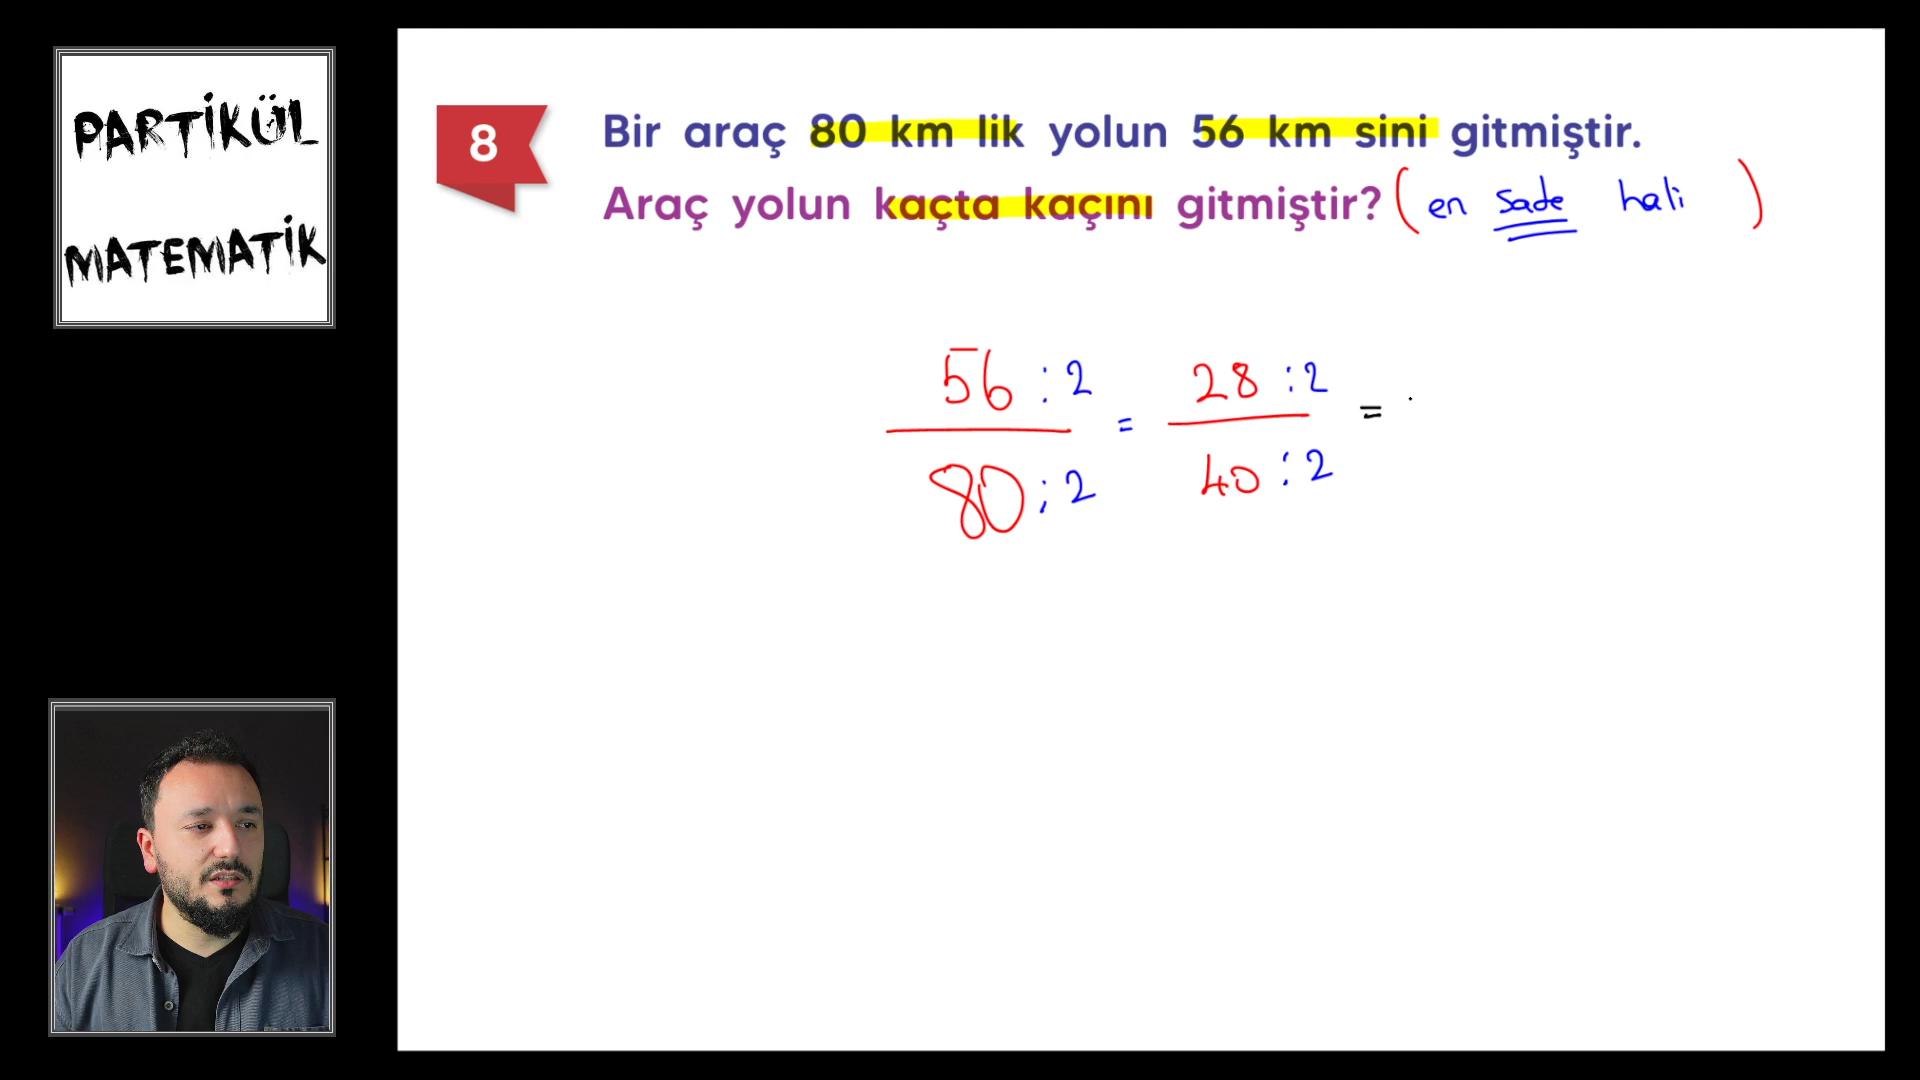 PARTİKÜL
MATEMATİK
8
Bir araç 80 km lik yolun 56 km sini gitmiştir.
Araç yolun kaçta kaçını gitmiştir? (en sade hali)
56 : 2 = 28 : 2 =
80 : 2 40 : 2